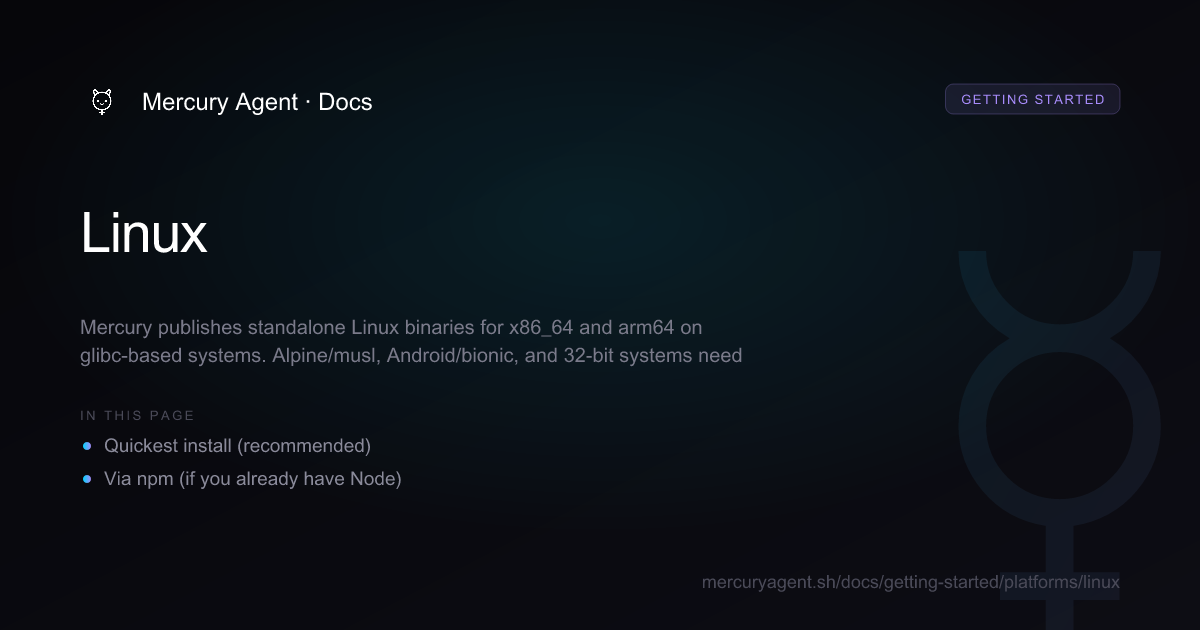 Mercury Agent · Docs
GETTING STARTED
Linux
Mercury publishes standalone Linux binaries for x86_64 and arm64 on
glibc-based systems. Alpine/musl, Android/bionic, and 32-bit systems need
IN THIS PAGE
Quickest install (recommended)
Via npm (if you already have Node)
mercuryagent.sh/docs/getting-started/platforms/linux